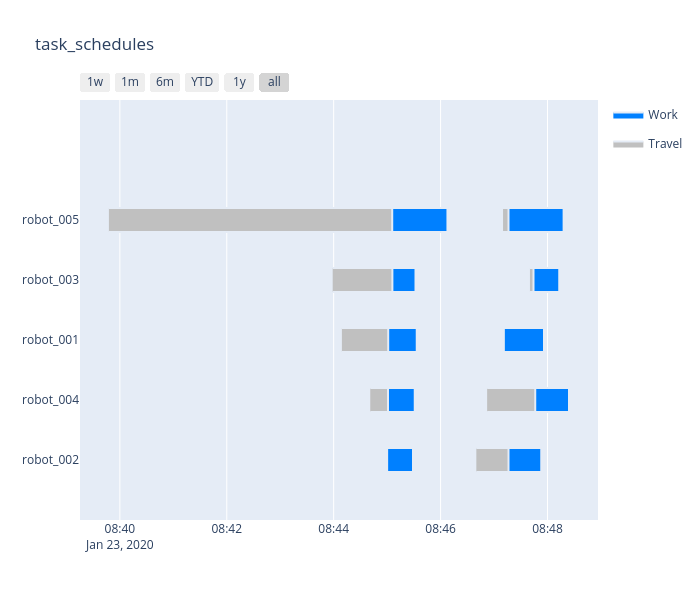 task_schedules
1w 1m 6m YTD 1y all
Work
Travel
robot_005
robot_003
robot_001
robot_004
robot_002
08:40 08:42 08:44 08:46 08:48
Jan 23, 2020